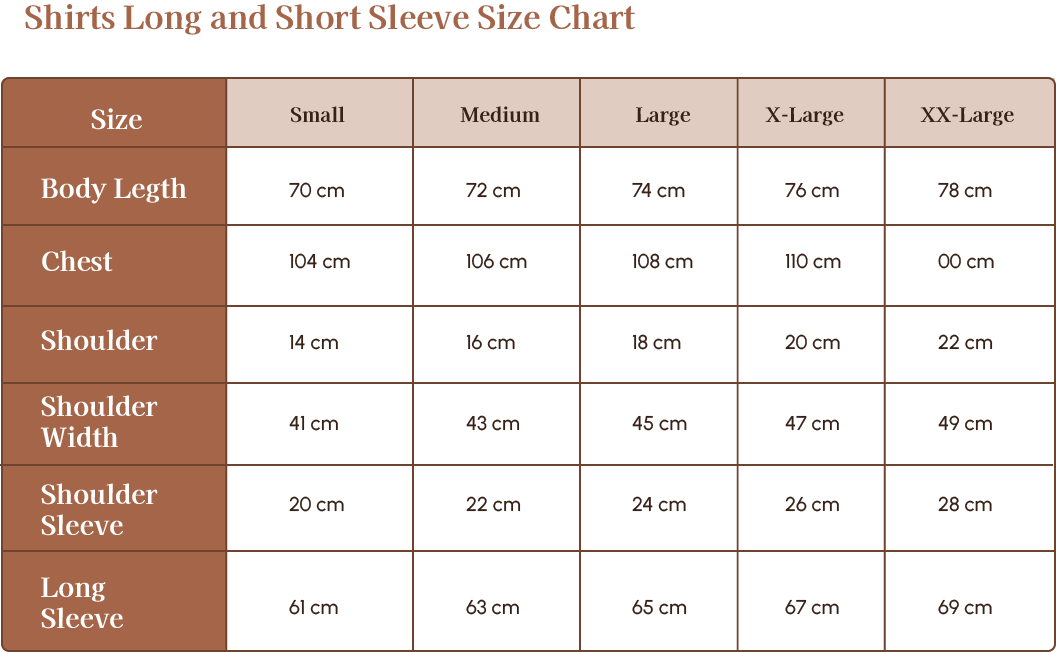 Shirts Long and Short Sleeve Size Chart
Size Small Medium Large X-Large XX-Large
Body Legth 70 cm 72 cm 74 cm 76 cm 78 cm
Chest 104 cm 106 cm 108 cm 110 cm 00 cm
Shoulder 14 cm 16 cm 18 cm 20 cm 22 cm
Shoulder
Width 41 cm 43 cm 45 cm 47 cm 49 cm
Shoulder
Sleeve 20 cm 22 cm 24 cm 26 cm 28 cm
Long
Sleeve 61 cm 63 cm 65 cm 67 cm 69 cm